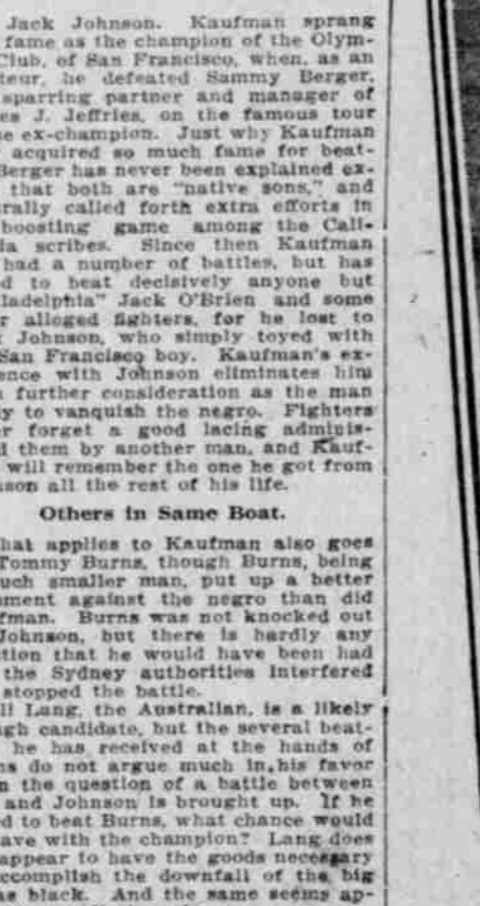 Jack Johnson. Kaufman sprang
fame as the champion of the Olym-
Club, of San Francisco, when, as an
teur, he defeated Sammy Berger,
sparring partner and manager of
es J. Jeffries, on the famous tour
e ex-champion. Just why Kaufman
acquired so much fame for beat-
Berger has never been explained ex-
that both are "native sons," and
rally called forth extra efforts in
boosting game among the Cali-
ia scribes. Since then Kaufman
had a number of battles, but has
d to beat decisively anyone but
iladelphia" Jack O'Brien and some
r alleged fighters, for he lost to
Johnson, who simply toyed with
San Francisco boy. Kaufman's ex-
ence with Johnson eliminates him
further consideration as the man
ly to vanquish the negro. Fighters
er forget a good lacing adminis-
d them by another man, and Kauf-
will remember the one he got from
nson all the rest of his life.
Others in Same Boat.
hat applies to Kaufman also goes
Tommy Burns, though Burns, being
uch smaller man, put up a better
ment against the negro than did
fman. Burns was not knocked out
Johnson, but there is hardly any
tion that he would have been had
the Sydney authorities interfered
stopped the battle.
ll Lang, the Australian, is a likely
gh candidate, but the several beat-
he has received at the hands of
ns do not argue much in his favor
n the question of a battle between
and Johnson is brought up. If he
ed to beat Burns, what chance would
ave with the champion? Lang does
appear to have the goods necessary
ccomplish the downfall of the big
as black. And the same seems ap-